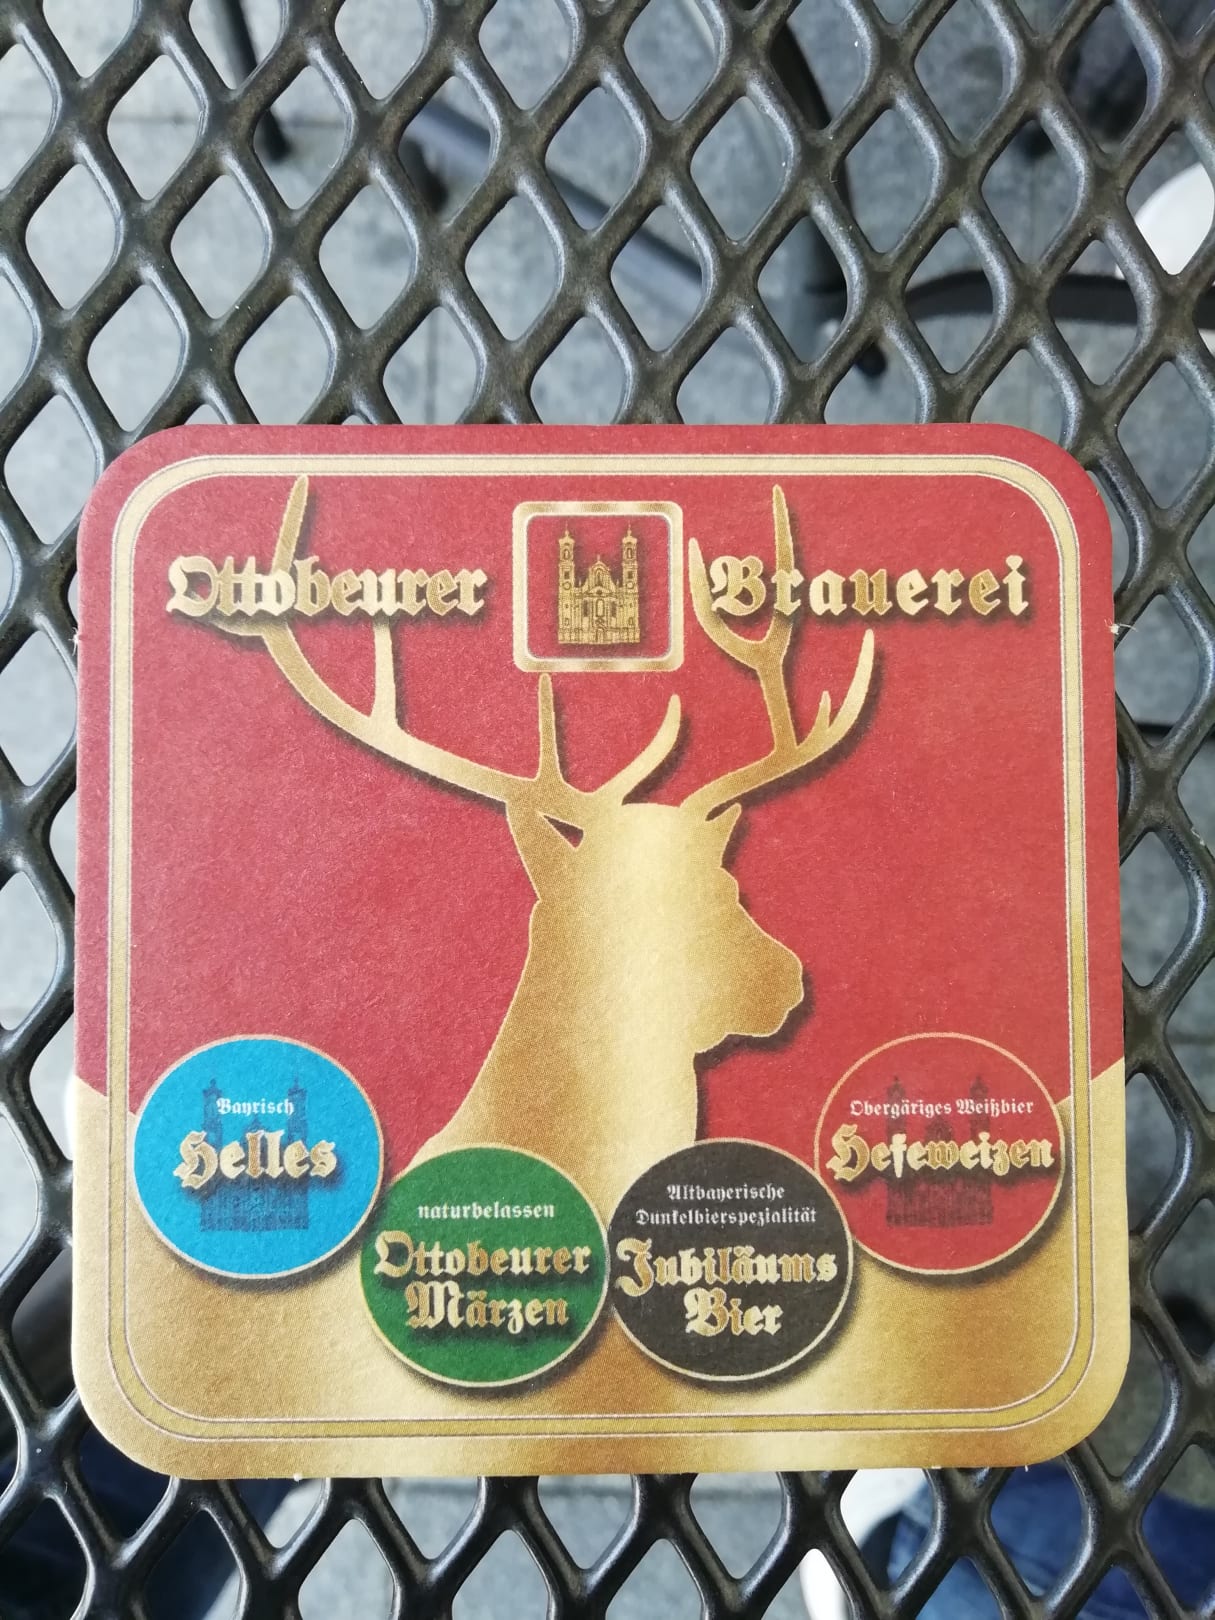 Ottobeurer Brauerei
Bayrisch
Helles
naturbelassen
Ottobeurer
Märzen
Altbayerische
Dunkelbierspezialität
Jubiläums
Bier
Obergäriges Weißbier
Hefeweizen